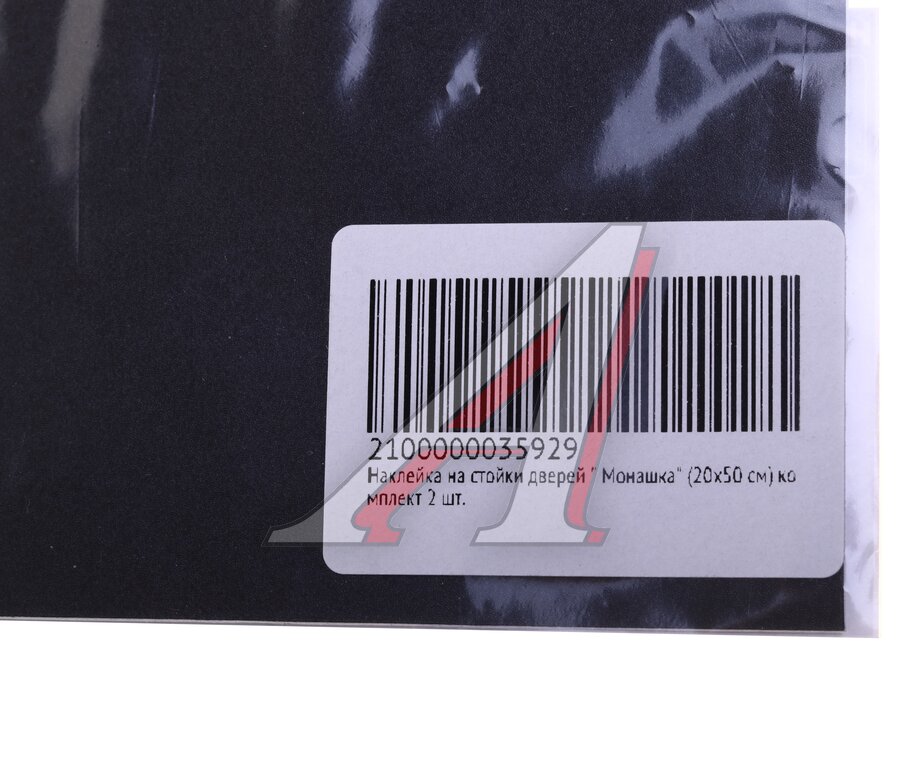 2100000035929
Наклейка на стойки дверей " Монашка" (20х50 см) ко
мплект 2 шт.